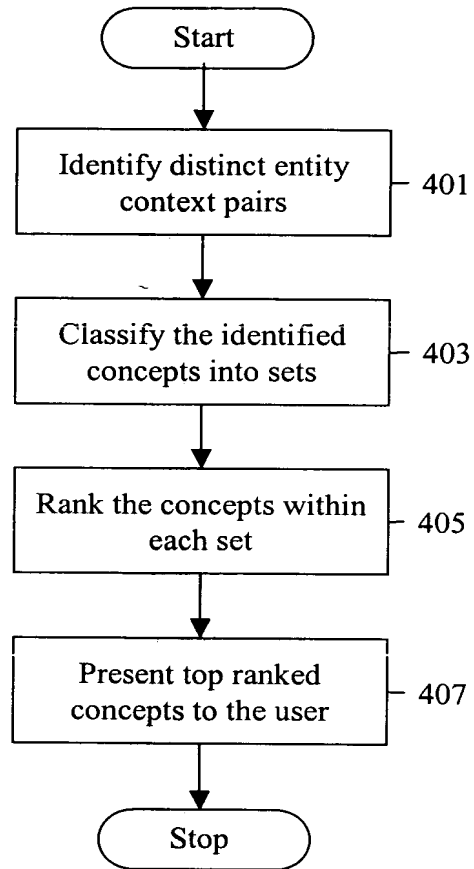 Start
Identify distinct entity
context pairs
401
Classify the identified
concepts into sets
403
Rank the concepts within
each set
405
Present top ranked
concepts to the user
407
Stop